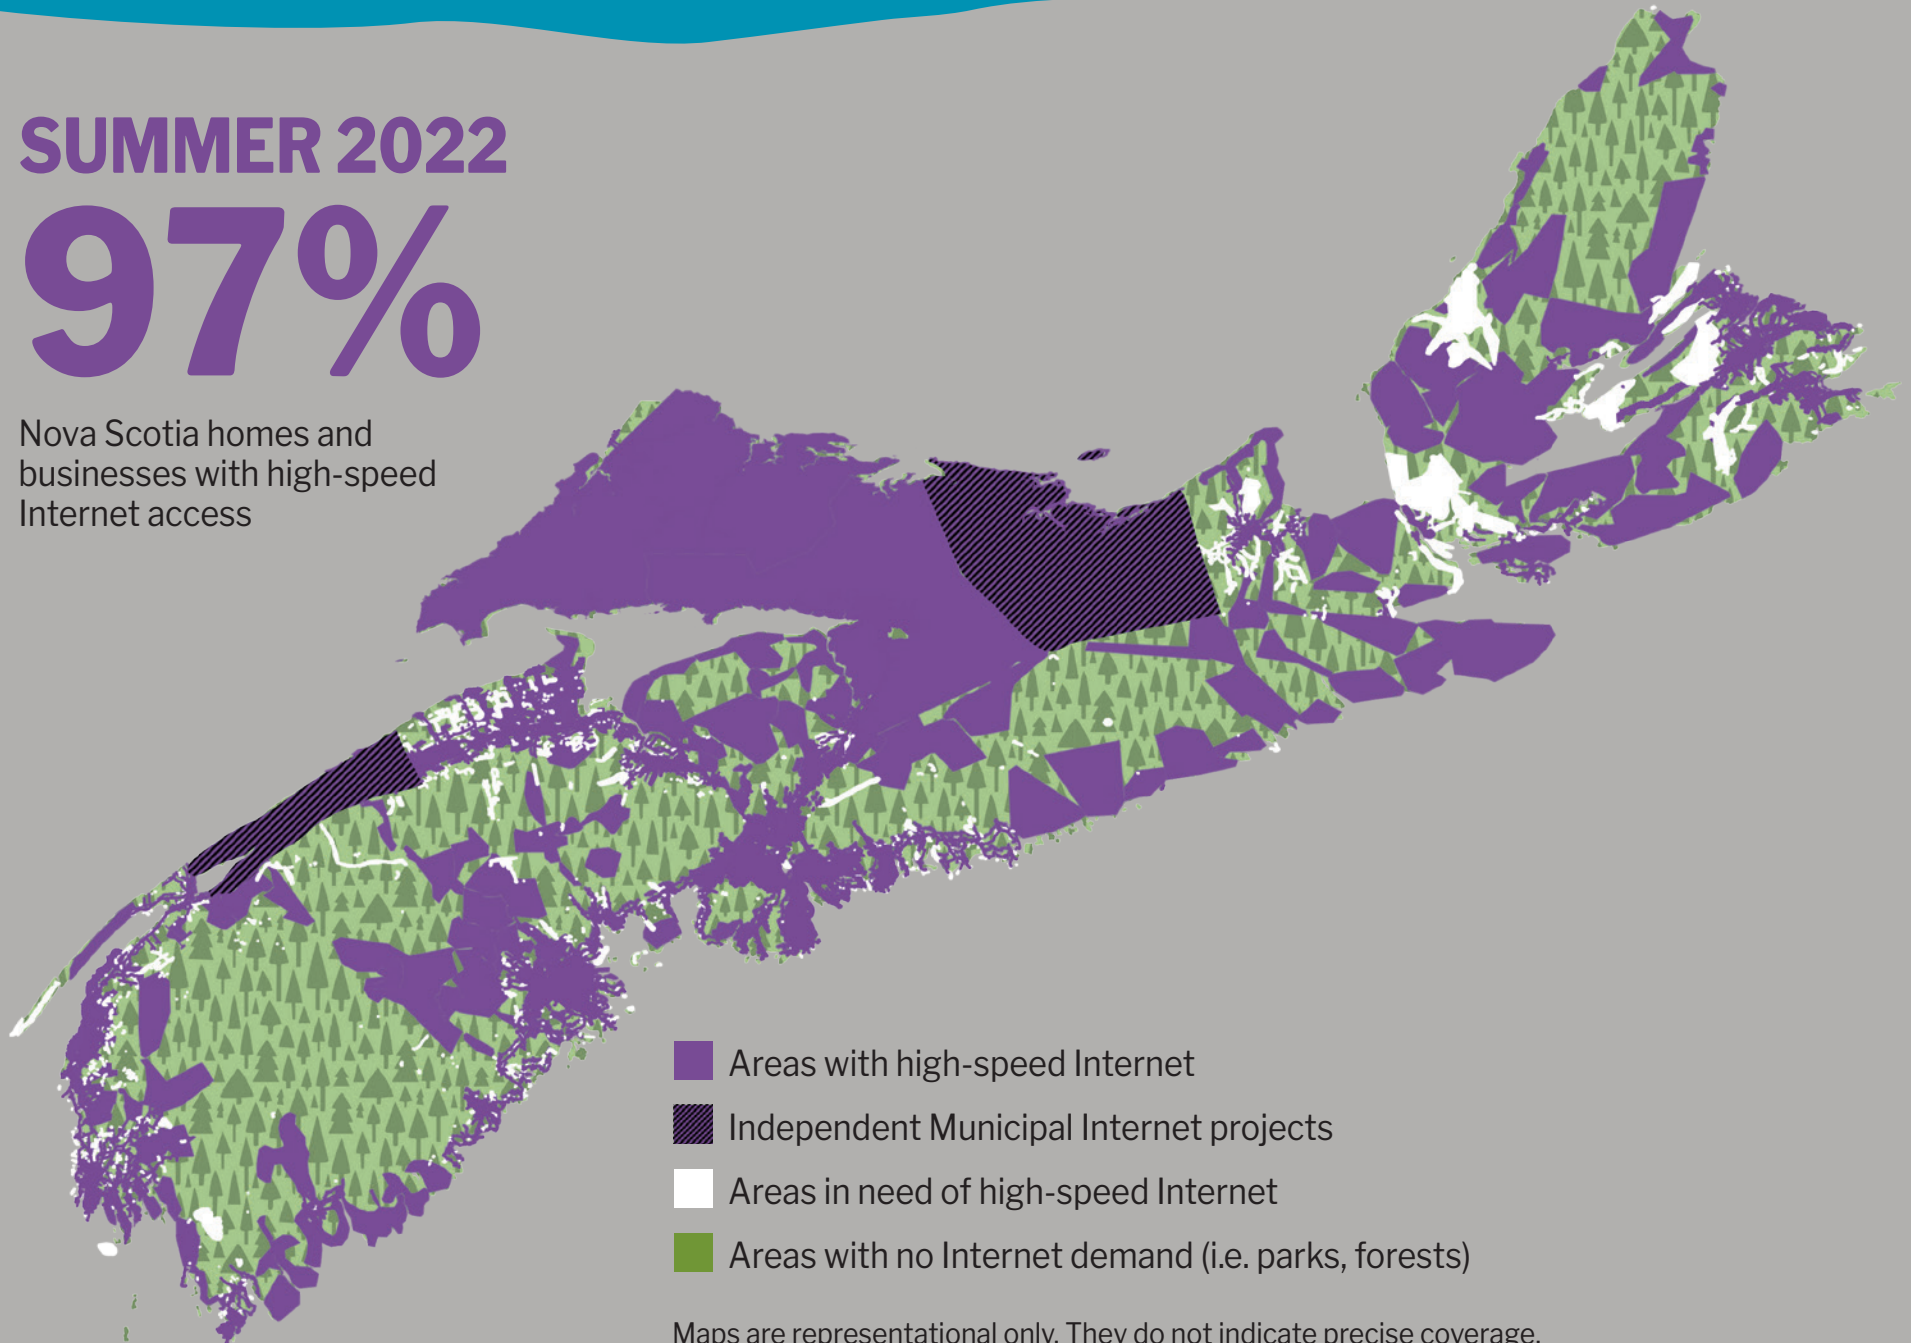 SUMMER 2022
97%
Nova Scotia homes and
businesses with high-speed
Internet access
Areas with high-speed Internet
Independent Municipal Internet projects
Areas in need of high-speed Internet
Areas with no Internet demand (i.e. parks, forests)
Maps are representational only. They do not indicate precise coverage.